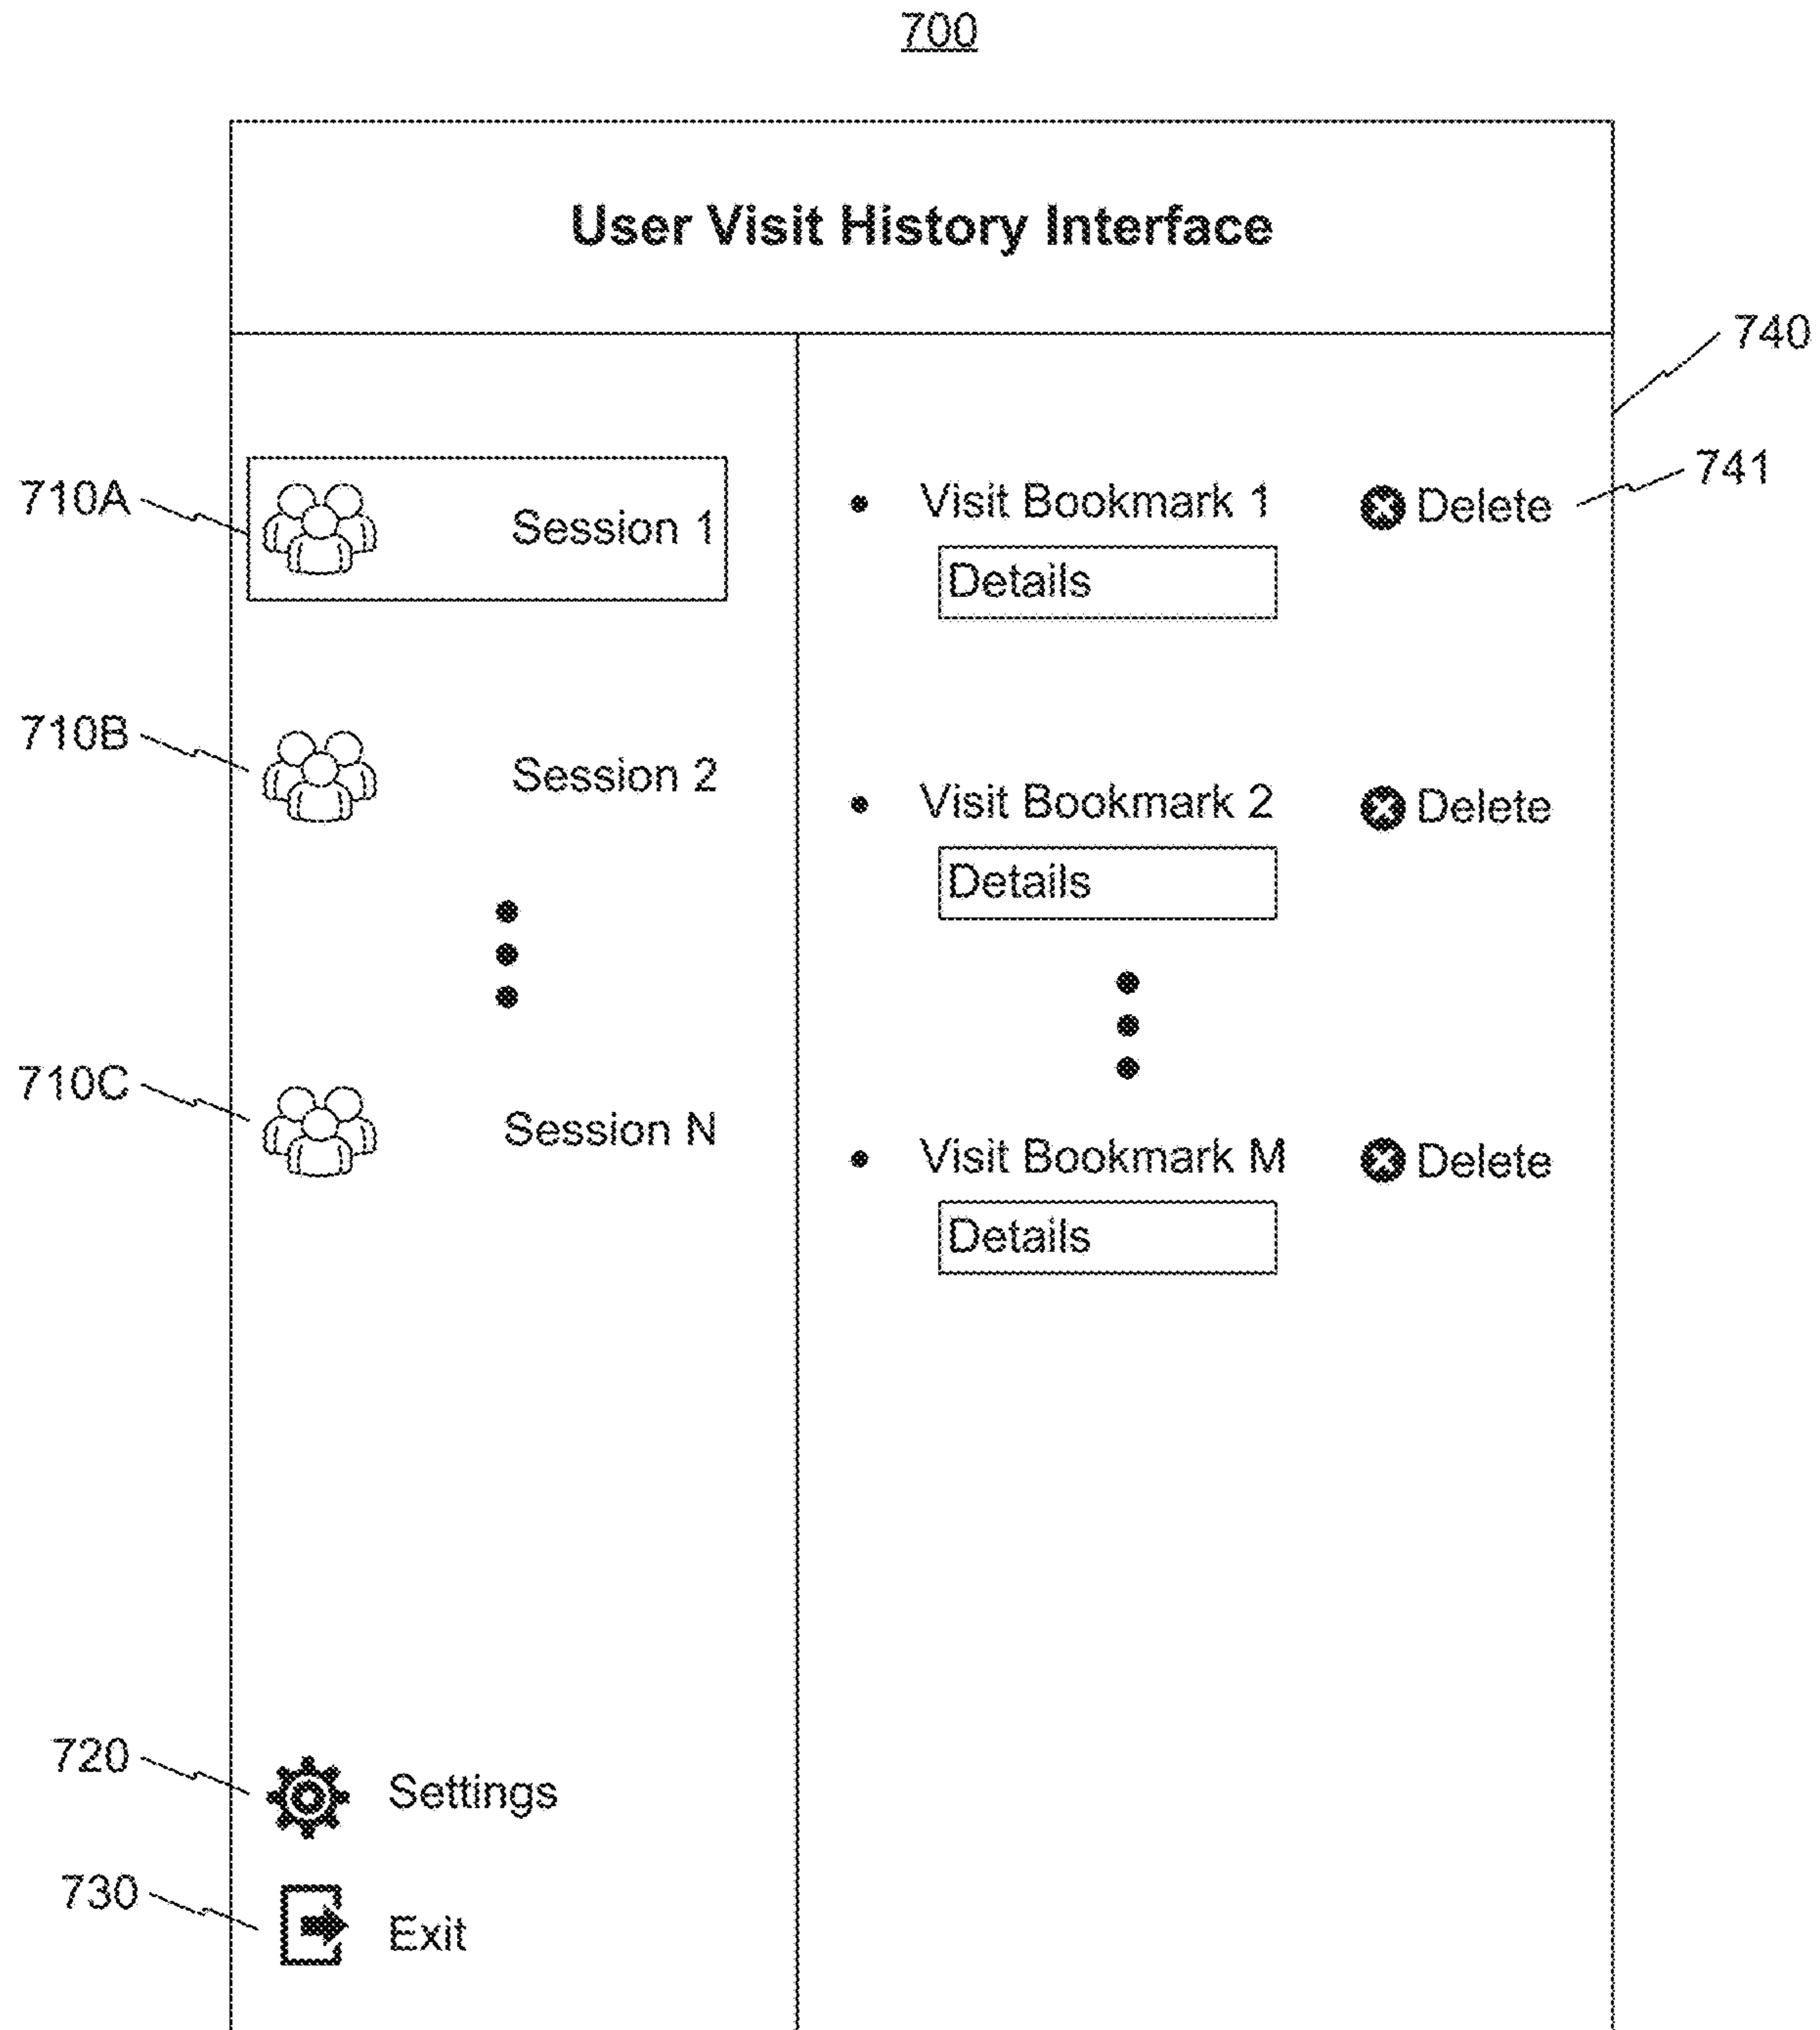 700
User Visit History Interface
740
710A
Session 1
Visit Bookmark 1
Delete
741
Details
710B
Session 2
Visit Bookmark 2
Delete
Details
710C
Session N
Visit Bookmark M
Delete
Details
720
Settings
730
Exit